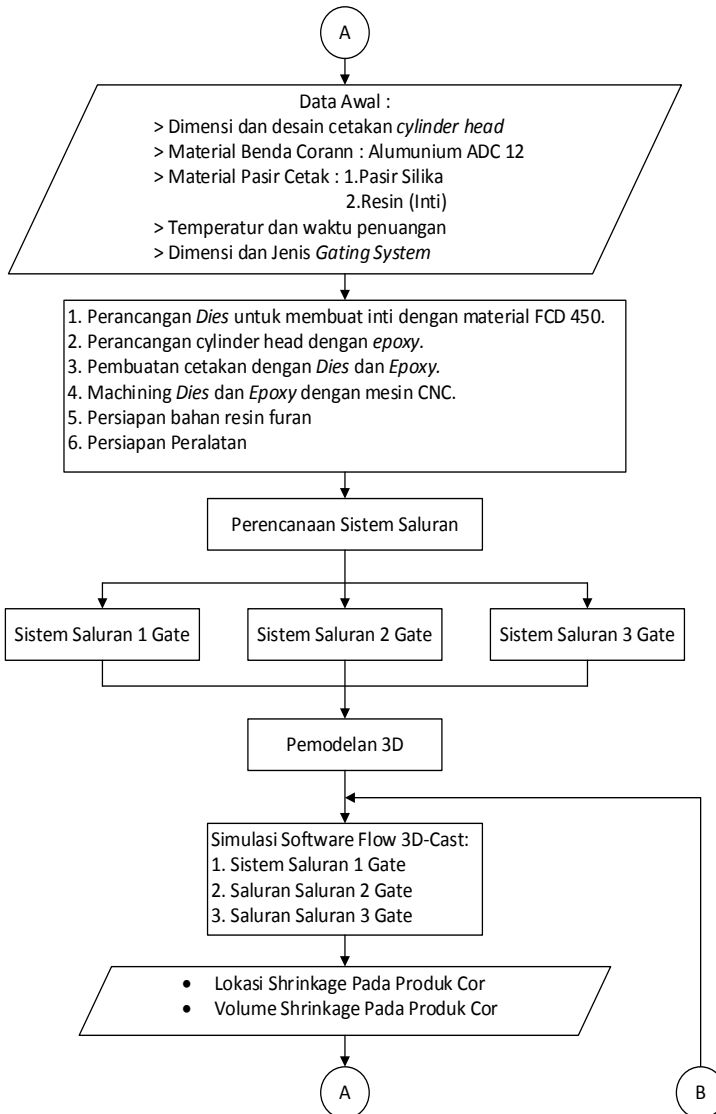 A
Data Awal :
> Dimensi dan desain cetakan cylinder head
> Material Benda Corann : Alumunium ADC 12
> Material Pasir Cetak : 1.Pasir Silika
2.Resin (Inti)
> Temperatur dan waktu penuangan
> Dimensi dan Jenis Gating System
1. Perancangan Dies untuk membuat inti dengan material FCD 450.
2. Perancangan cylinder head dengan epoxy.
3. Pembuatan cetakan dengan Dies dan Epoxy.
4. Machining Dies dan Epoxy dengan mesin CNC.
5. Persiapan bahan resin furan
6. Persiapan Peralatan
Perencanaan Sistem Saluran
Sistem Saluran 1 Gate
Sistem Saluran 2 Gate
Sistem Saluran 3 Gate
Pemodelan 3D
Simulasi Software Flow 3D-Cast:
1. Sistem Saluran 1 Gate
2. Saluran Saluran 2 Gate
3. Saluran Saluran 3 Gate
• Lokasi Shrinkage Pada Produk Cor
• Volume Shrinkage Pada Produk Cor
A
B